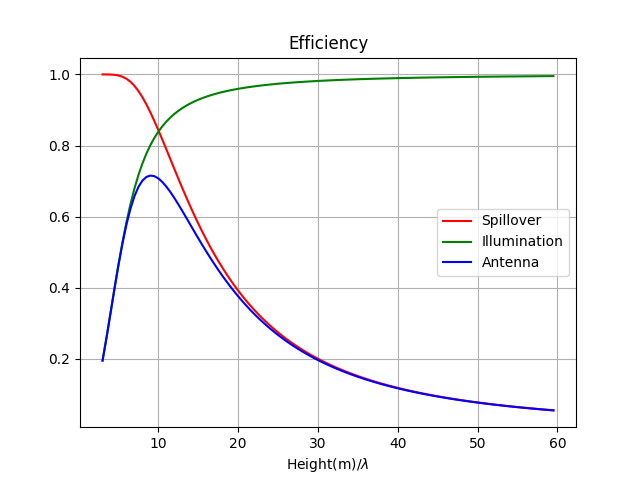 Efficiency
1.0
0.8
0.6
0.4
0.2
Spillover
Illumination
Antenna
10 20 30 40 50 60
Height(m)/λ